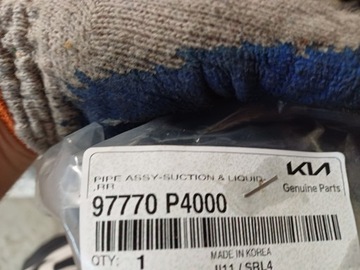 PIPE ASSY-SUCTION & LIQUID
,RR
KIA
Genuine Parts
97770 P4000
MADE IN KOREA
QTY: 1